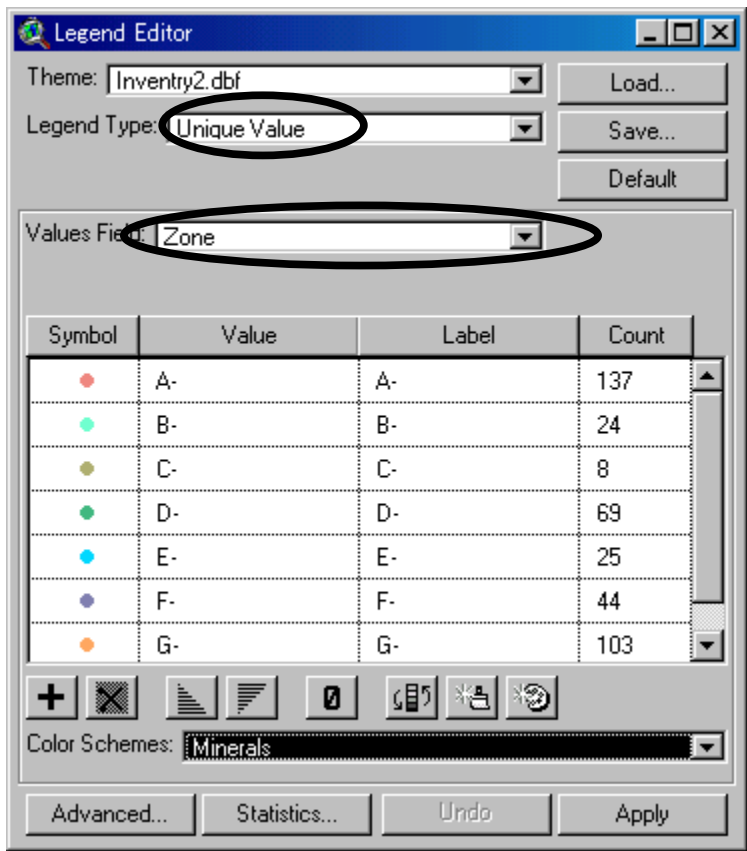 Legend Editor
Theme: Inventry2.dbf Load...
Legend Type: Unique Value Save...
Default
Values Field: Zone
Symbol Value Label Count
A- A- 137
B- B- 24
C- C- 8
D- D- 69
E- E- 25
F- F- 44
G- G- 103
0
Color Schemes: Minerals
Advanced... Statistics... Undo Apply